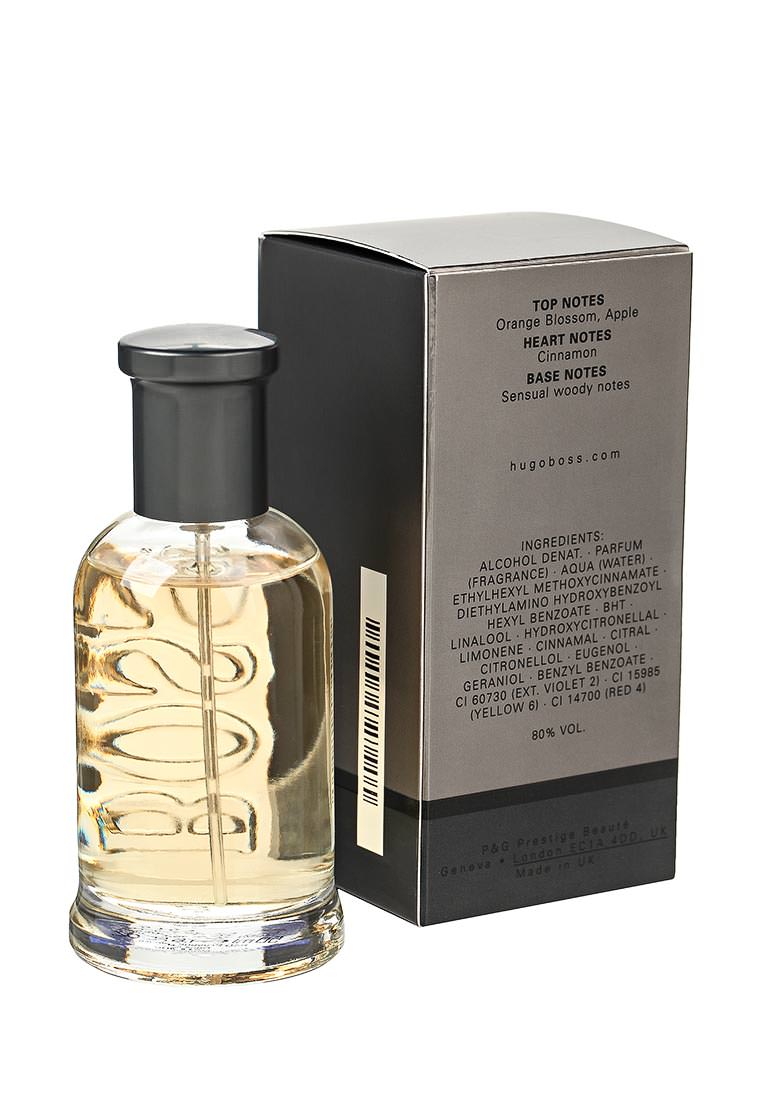 TOP NOTES
Orange Blossom, Apple
HEART NOTES
Cinnamon
BASE NOTES
Sensual woody notes
hugoboss.com
INGREDIENTS:
ALCOHOL DENAT. · PARFUM
(FRAGRANCE) · AQUA (WATER) ·
ETHYLHEXYL METHOXYCINNAMATE ·
DIETHYLAMINO HYDROXYBENZOYL
HEXYL BENZOATE · BHT ·
LINALOOL · HYDROXYCITRONELLAL ·
LIMONENE · CINNAMAL · CITRAL ·
CITRONELLOL · EUGENOL ·
GERANIOL · BENZYL BENZOATE ·
CI 60730 (EXT. VIOLET 2) · CI 15985
(YELLOW 6) · CI 14700 (RED 4)
80% VOL.
P&G Prestige Beauté
Geneva • London EC1A 4DD, UK
Made in UK
BOSS